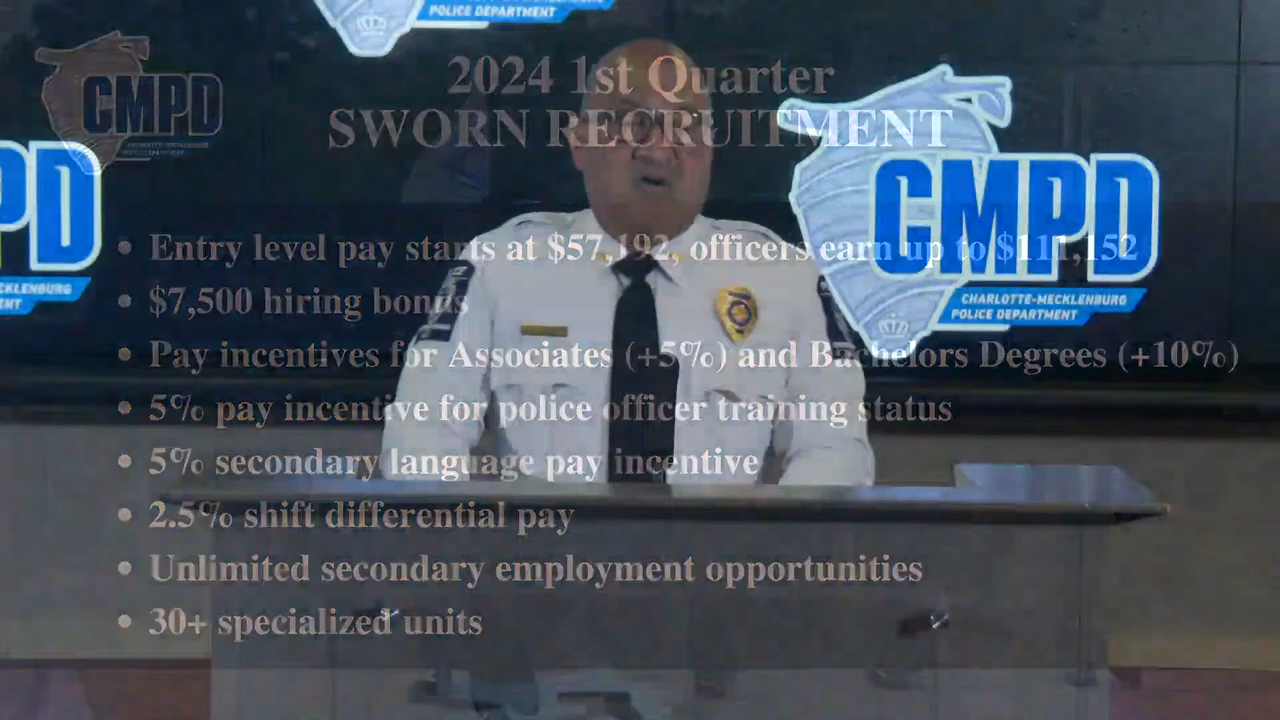 POLICE DEPARTMENT
CMPD
2024 1st Quarter
SWORN RECRUITMENT
CMPD
CHARLOTTE-MECKLENBURG
POLICE DEPARTMENT
PD
• Entry level pay starts at $57,192, officers earn up to $111,152
• $7,500 hiring bonus
• Pay incentives for Associates (+5%) and Bachelors Degrees (+10%)
• 5% pay incentive for police officer training status
• 5% secondary language pay incentive
• 2.5% shift differential pay
• Unlimited secondary employment opportunities
• 30+ specialized units